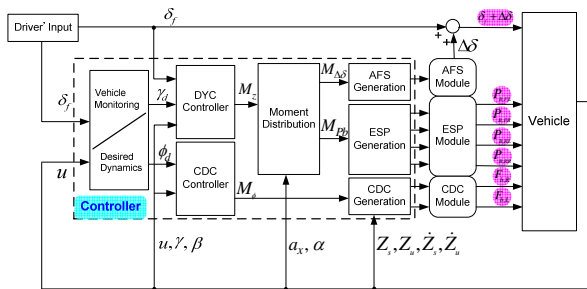 Driver' Input
δ_f
δ_f + Δδ
Δδ
Vehicle Monitoring
Desired Dynamics
δ_f
u
γ_d
ϕ_d
DYC Controller
CDC Controller
M_z
M_ϕ
Moment Distribution
M_Δδ
M_Pb
AFS Generation
ESP Generation
CDC Generation
AFS Module
ESP Module
CDC Module
Vehicle
Controller
u, γ, β
a_x, α
Z_s, Z_u, Ż_s, Ż_u